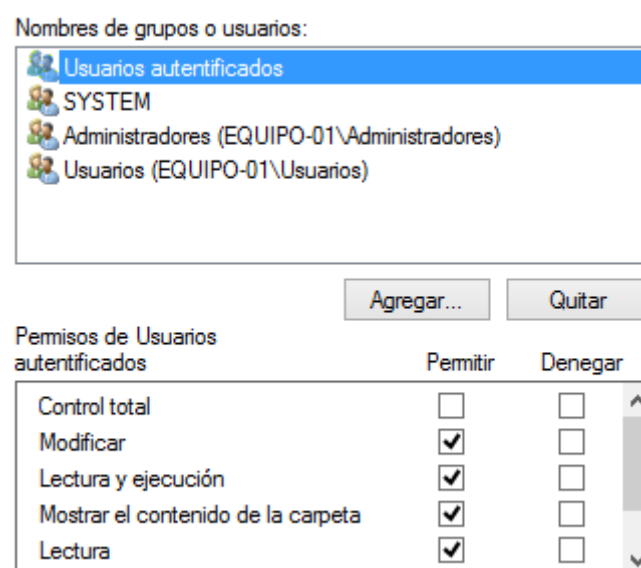 Nombres de grupos o usuarios:
Usuarios autentificados
SYSTEM
Administradores (EQUIPO-01\Administradores)
Usuarios (EQUIPO-01\Usuarios)
Agregar... Quitar
Permisos de Usuarios
autentificados Permitir Denegar
Control total
Modificar
Lectura y ejecución
Mostrar el contenido de la carpeta
Lectura